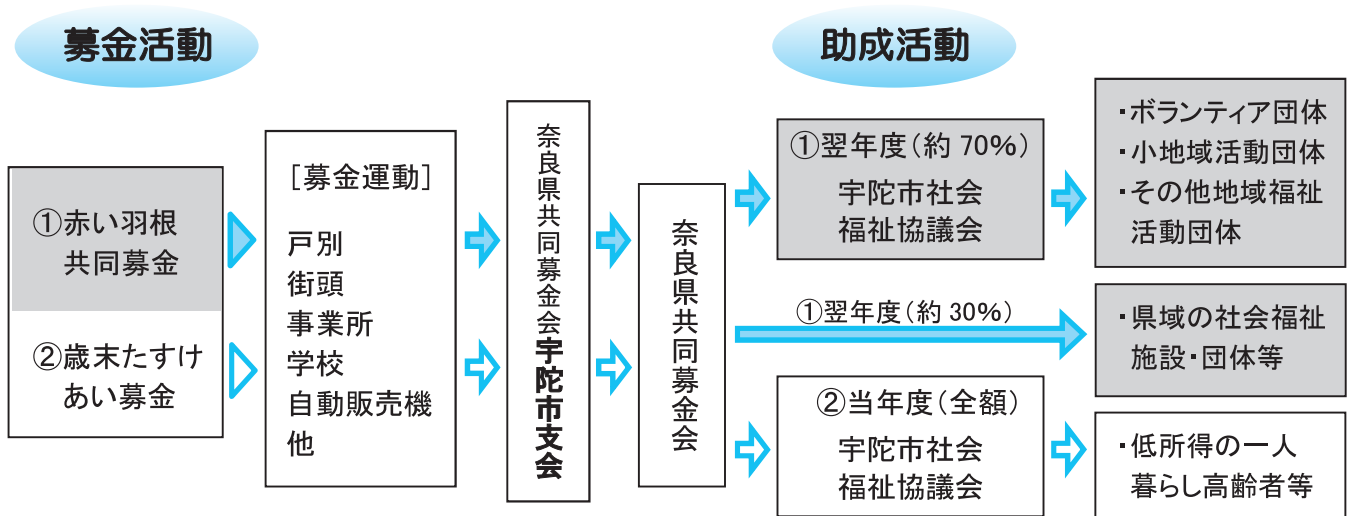 募金活動
助成活動
①赤い羽根
共同募金
②歳末たすけ
あい募金
[募金運動]
戸別
街頭
事業所
学校
自動販売機
他
奈良県共同募金会宇陀市支会
奈良県共同募金会
①翌年度(約 70%)
宇陀市社会
福祉協議会
・ボランティア団体
・小地域活動団体
・その他地域福祉
活動団体
①翌年度(約 30%)
・県域の社会福祉
施設・団体等
②当年度(全額)
宇陀市社会
福祉協議会
・低所得の一人
暮らし高齢者等